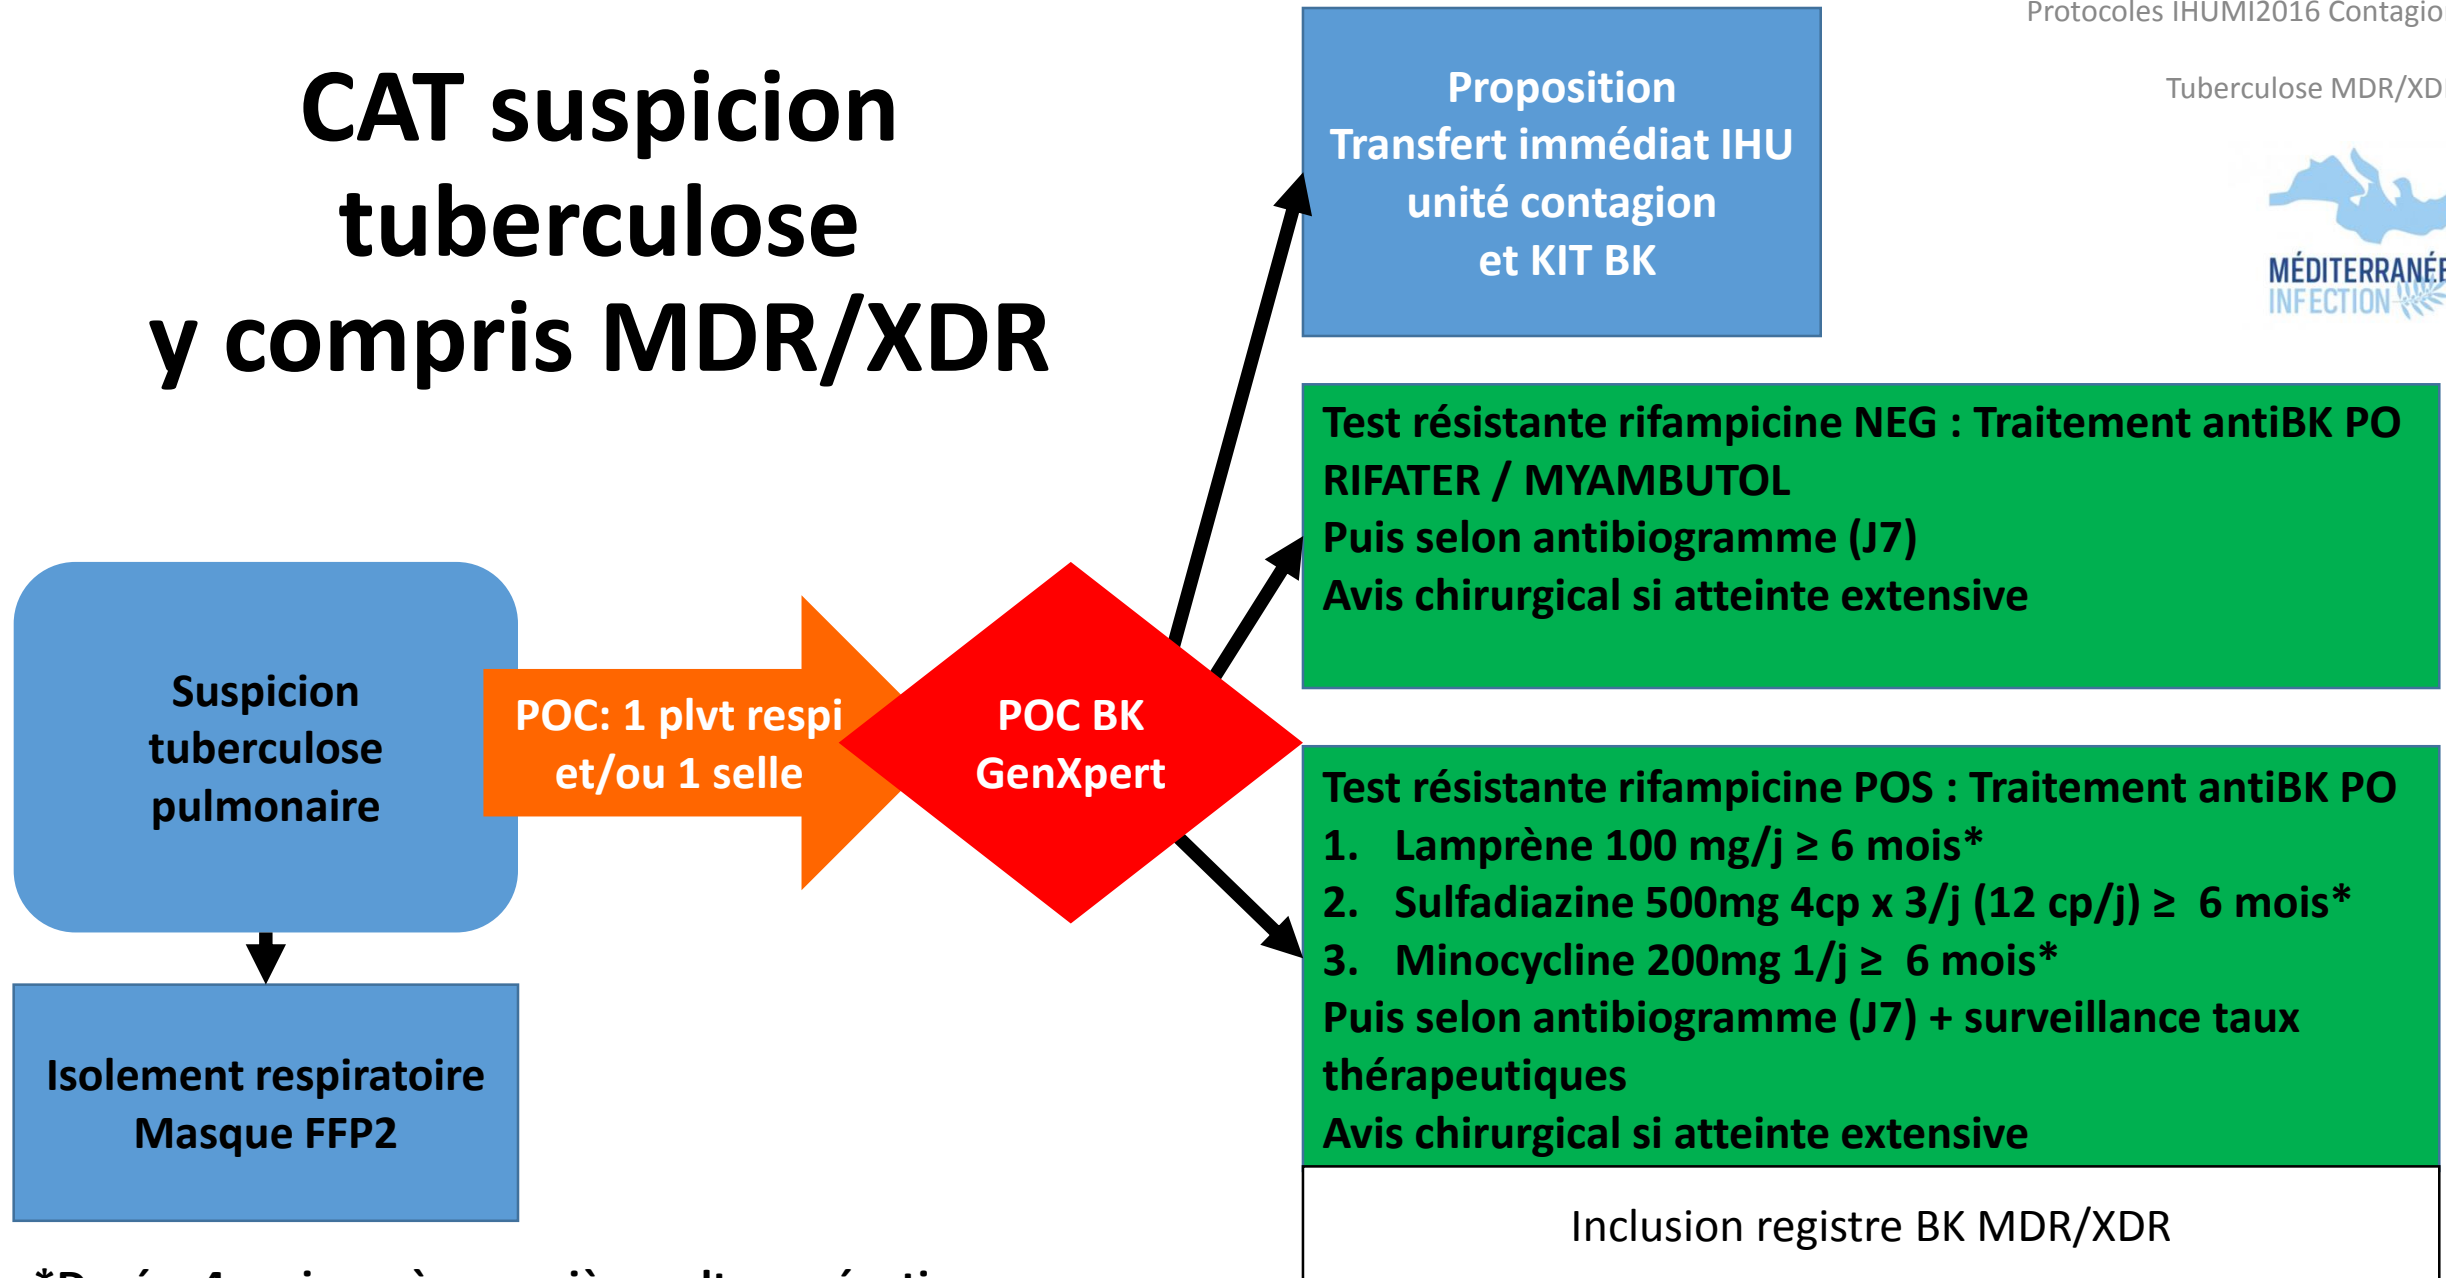 Protocoles IHUMI2016
Tuberculose
MÉDITERRANÉE
INFECTION
CAT suspicion
tuberculose
y compris MDR/XDR
Proposition
Transfert immédiat IHU
unité contagion
et KIT BK
Test résistante rifampicine NEG : Traitement antiBK PO
RIFATER / MYAMBUTOL
Puis selon antibiogramme (J7)
Avis chirurgical si atteinte extensive
Suspicion
tuberculose
pulmonaire
POC: 1 plvt respi
et/ou 1 selle
POC BK
GenXpert
Test résistante rifampicine POS : Traitement antiBK PO
1. Lamprène 100 mg/j ≥ 6 mois*
2. Sulfadiazine 500mg 4cp x 3/j (12 cp/j) ≥ 6 mois*
3. Minocycline 200mg 1/j ≥ 6 mois*
Puis selon antibiogramme (J7) + surveillance taux
thérapeutiques
Avis chirurgical si atteinte extensive
Isolement respiratoire
Masque FFP2
Inclusion registre BK MDR/XDR